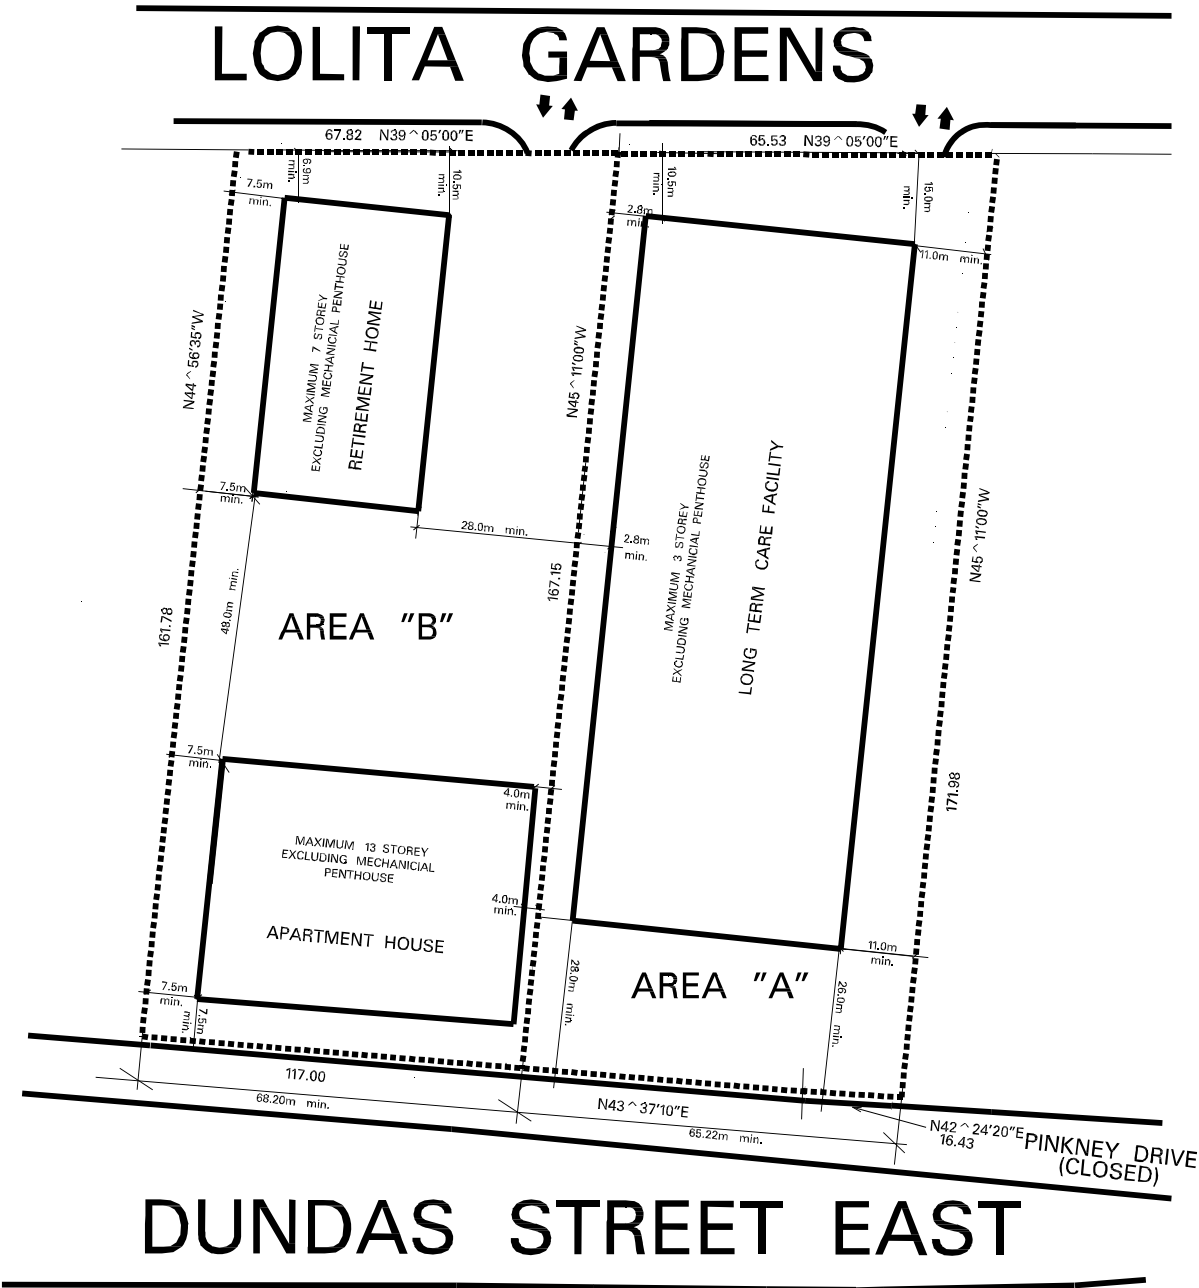 LOLITA GARDENS
67.82 N39^05'00"E
65.53 N39^05'00"E
6.9m
min.
10.5m
min.
10.5m
min.
15.0m
min.
7.5m
min.
2.8m
min.
11.0m min.
N44^56'35"W
MAXIMUM 7 STOREY
EXCLUDING MECHANICIAL PENTHOUSE
RETIREMENT HOME
N45^11'00"W
MAXIMUM 3 STOREY
EXCLUDING MECHANICIAL PENTHOUSE
LONG TERM CARE FACILITY
N45^11'00"W
7.5m
min.
28.0m min.
2.8m
min.
161.78
48.0m min.
AREA "B"
167.15
171.98
7.5m
min.
4.0m
min.
MAXIMUM 13 STOREY
EXCLUDING MECHANICIAL
PENTHOUSE
4.0m
min.
APARTMENT HOUSE
11.0m
min.
AREA "A"
28.0m min.
26.0m min.
7.5m
min.
7.5m
min.
117.00
68.20m min.
N43^37'10"E
65.22m min.
N42^24'20"E
16.43
PINKNEY DRIVE
(CLOSED)
DUNDAS STREET EAST